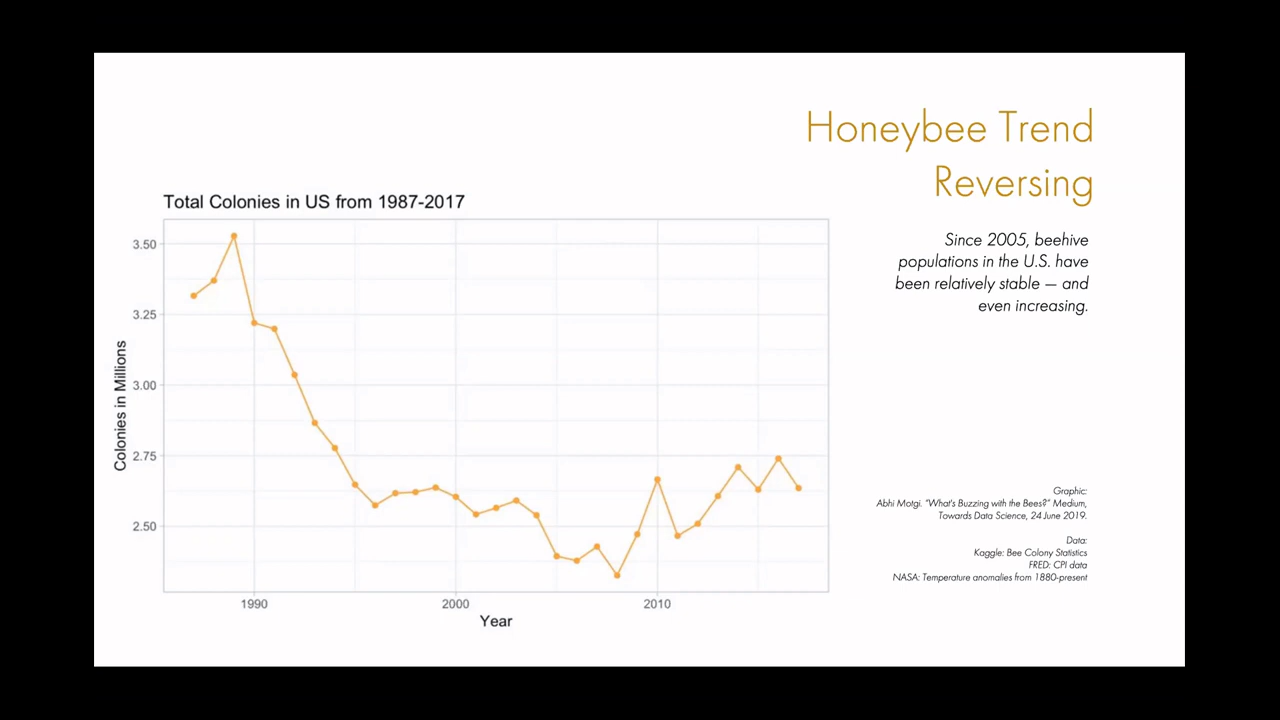 Honeybee Trend
Reversing
Since 2005, beehive
populations in the U.S. have
been relatively stable — and
even increasing.
Total Colonies in US from 1987-2017
Colonies in Millions
3.50
3.25
3.00
2.75
2.50
1990
2000
2010
Year
Graphic:
Abhi Motgi. "What's Buzzing with the Bees?" Medium,
Towards Data Science, 24 June 2019.
Data:
Kaggle: Bee Colony Statistics
FRED: CPI data
NASA: Temperature anomalies from 1880-present